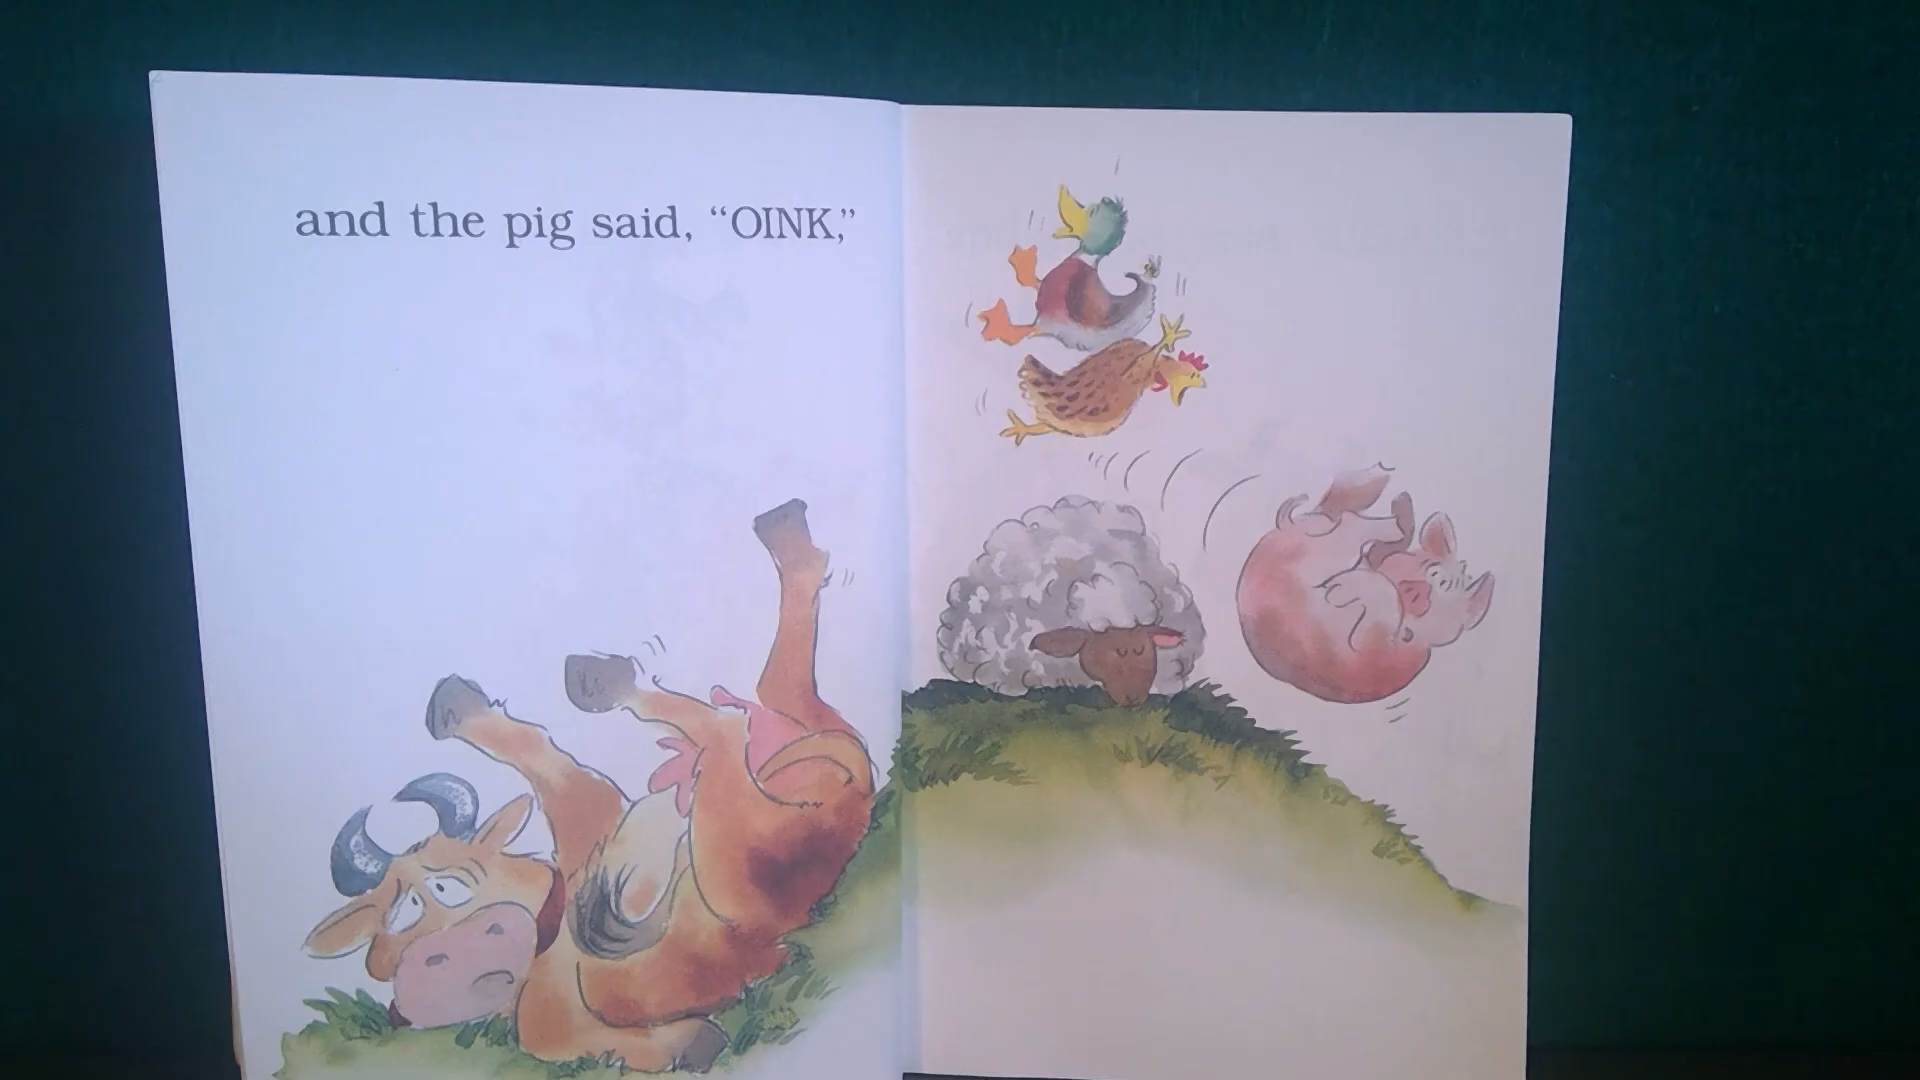 and the pig said, “OINK,”